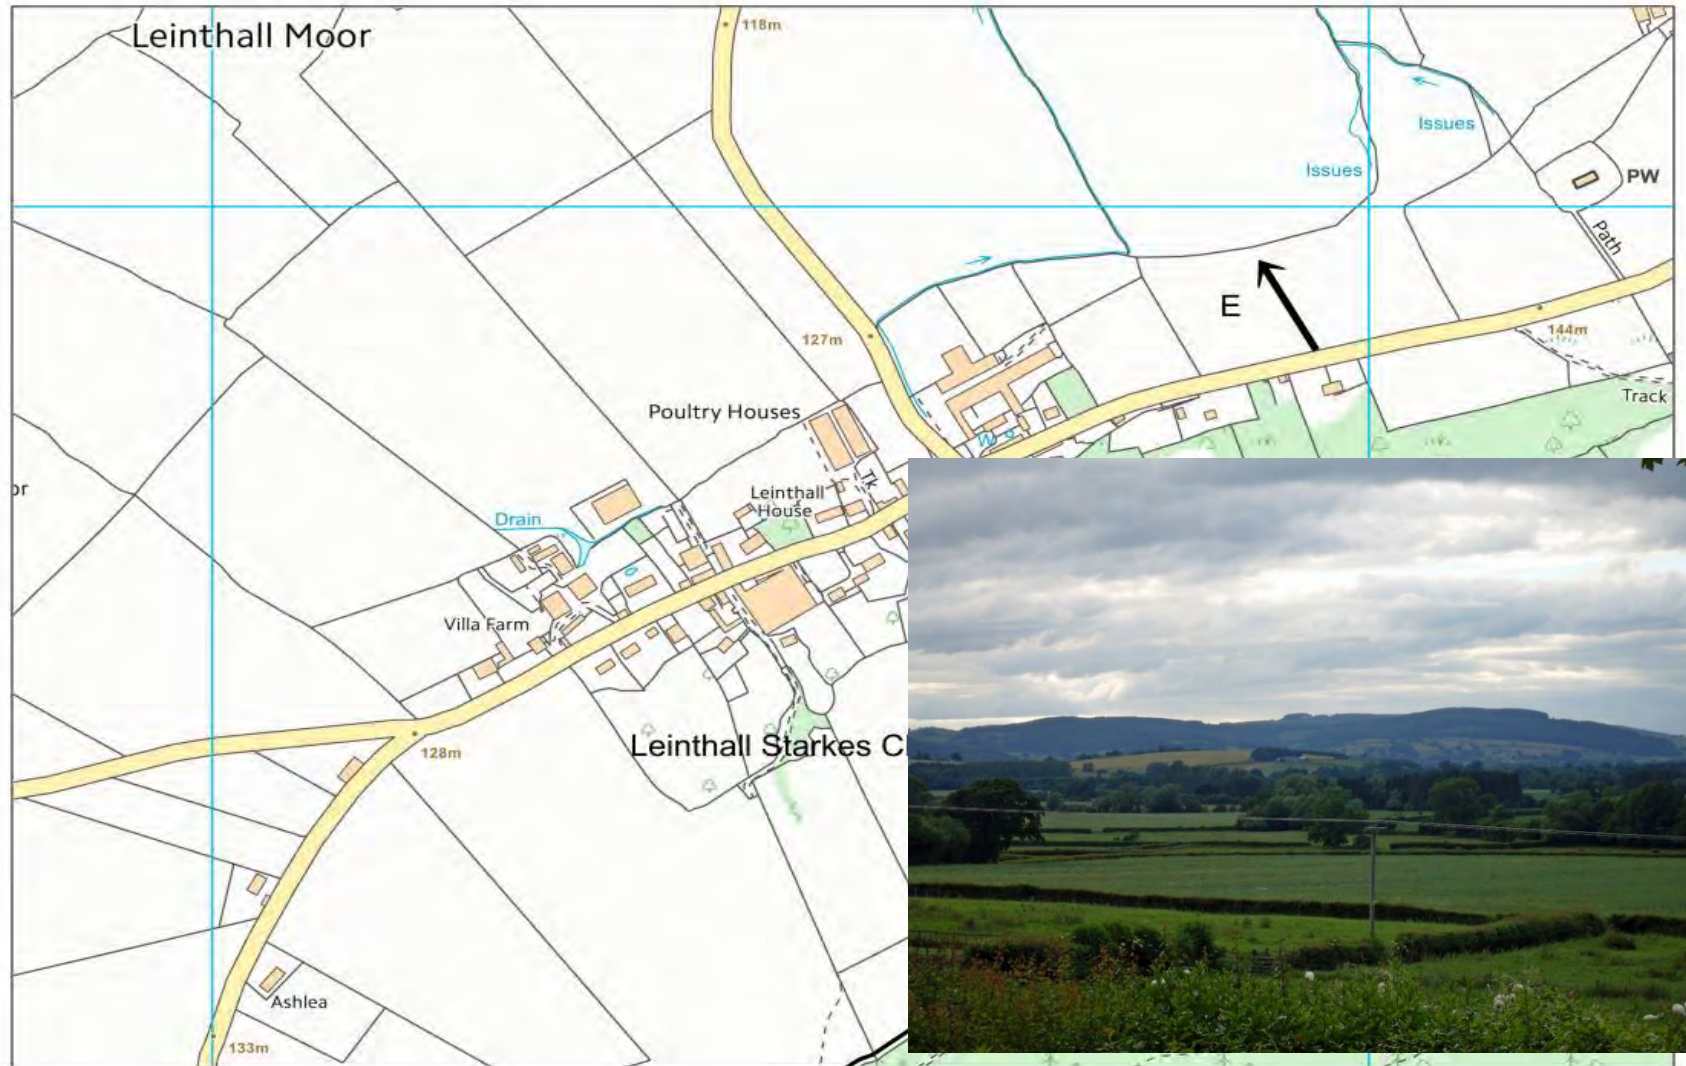 Leinthall Moor
118m
Issues
Issues
PW
Path
E
127m
144m
Track
Poultry Houses
W
Tk
Leinthall
House
Drain
or
Villa Farm
Leinthall Starkes C
128m
Ashlea
133m